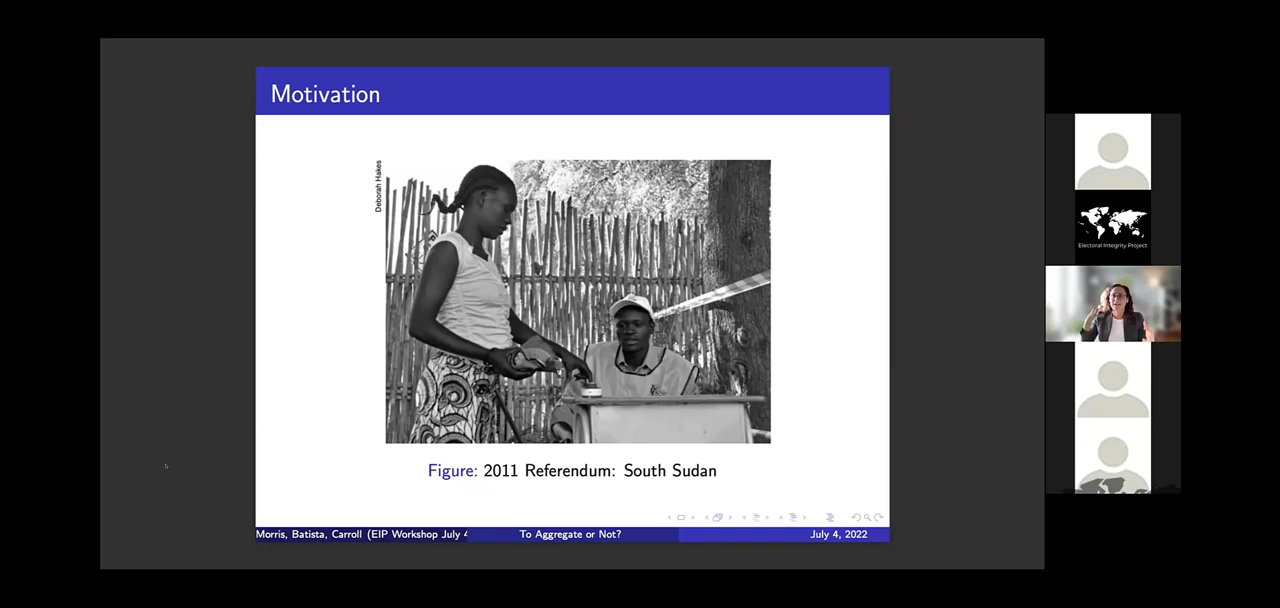 Motivation
Deborah Hakes
Figure: 2011 Referendum: South Sudan
Morris, Batista, Carroll (EIP Workshop July 4
To Aggregate or Not?
July 4, 2022
Electoral Integrity Project